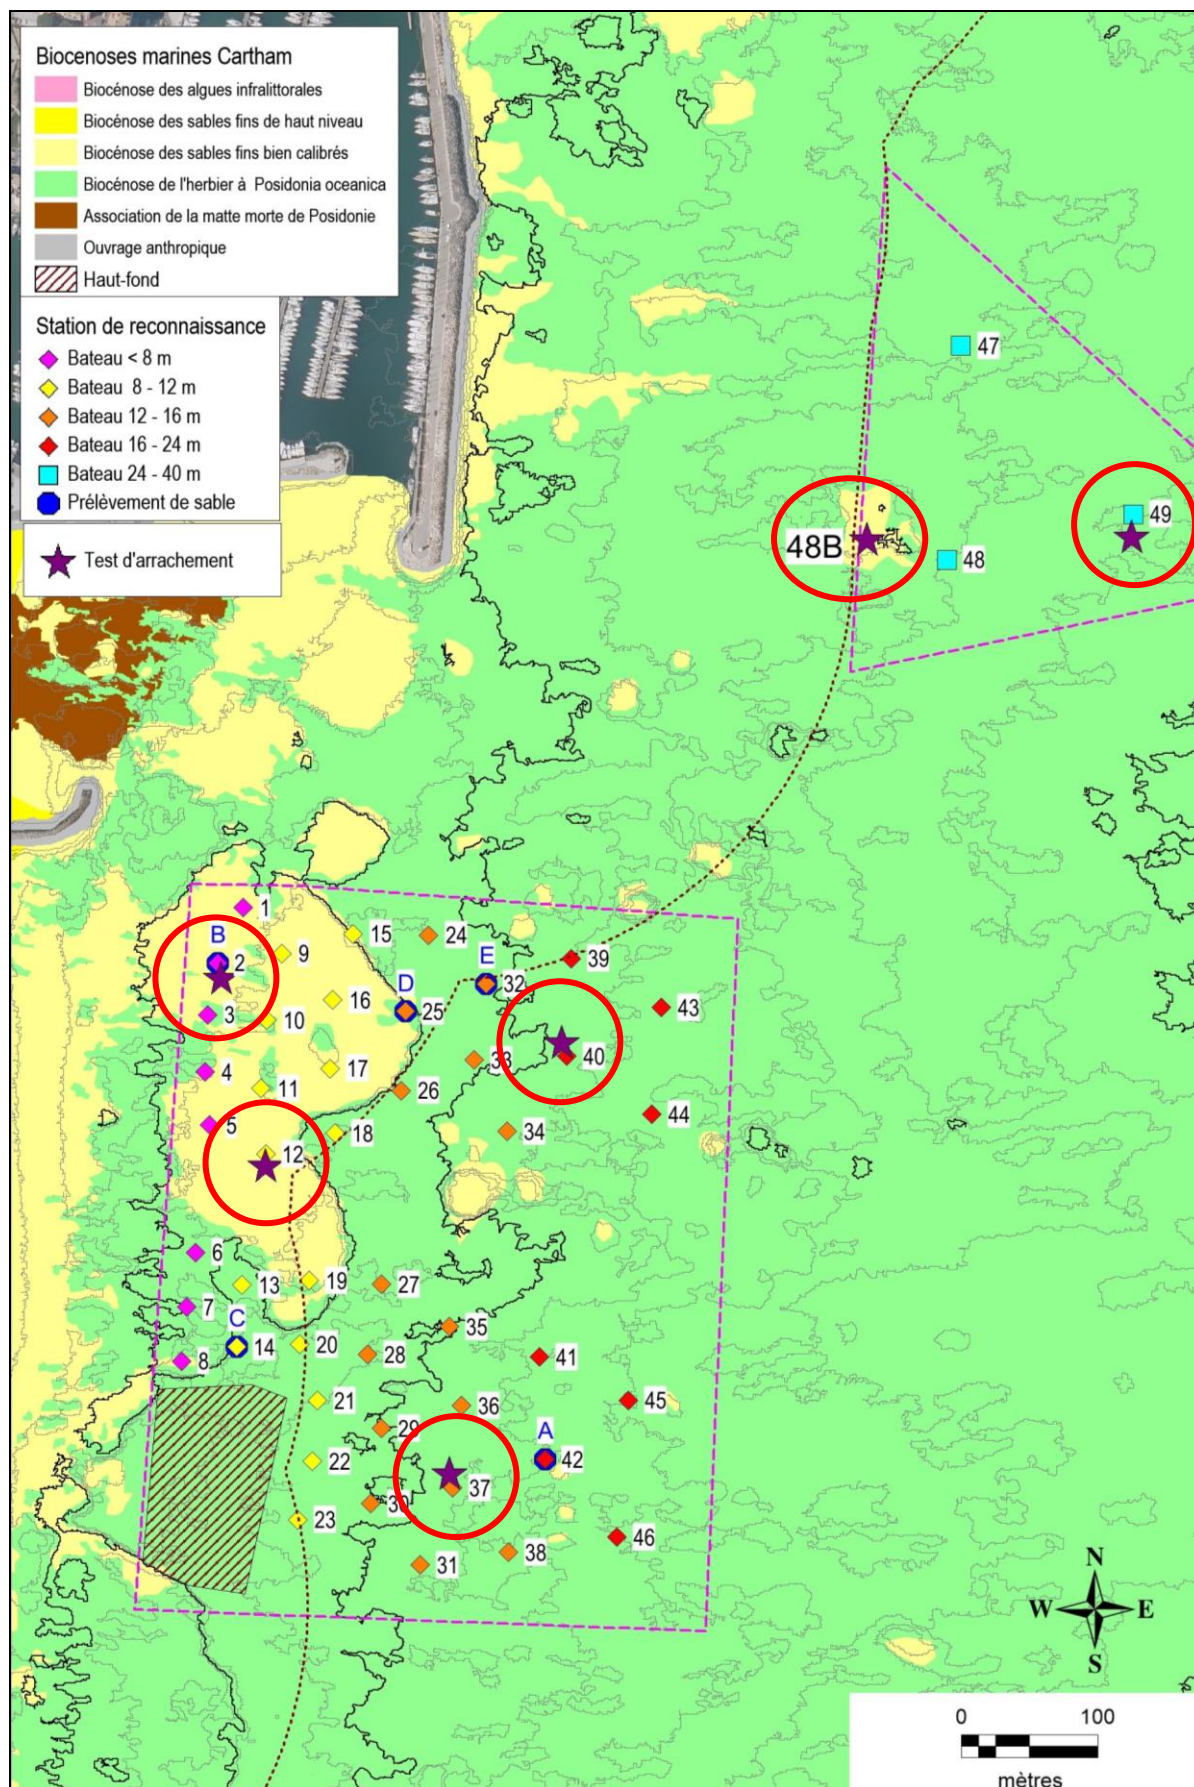 Biocenoses marines Cartham
Biocénose des algues infralittorales
Biocénose des sables fins de haut niveau
Biocénose des sables fins bien calibrés
Biocénose de l'herbier à Posidonia oceanica
Association de la matte morte de Posidonie
Ouvrage anthropique
Haut-fond
Station de reconnaissance
Bateau < 8 m
Bateau 8 - 12 m
Bateau 12 - 16 m
Bateau 16 - 24 m
Bateau 24 - 40 m
Prélèvement de sable
Test d'arrachement
47
49
48B
48
1
B
2
9
15
24
E
32
39
D
3
10
16
25
43
4
11
17
26
33
40
5
12
18
34
44
6
13
19
27
7
C
14
20
28
35
41
8
21
36
45
29
A
42
22
37
30
23
31
38
46
N
W
E
S
0
100
mètres